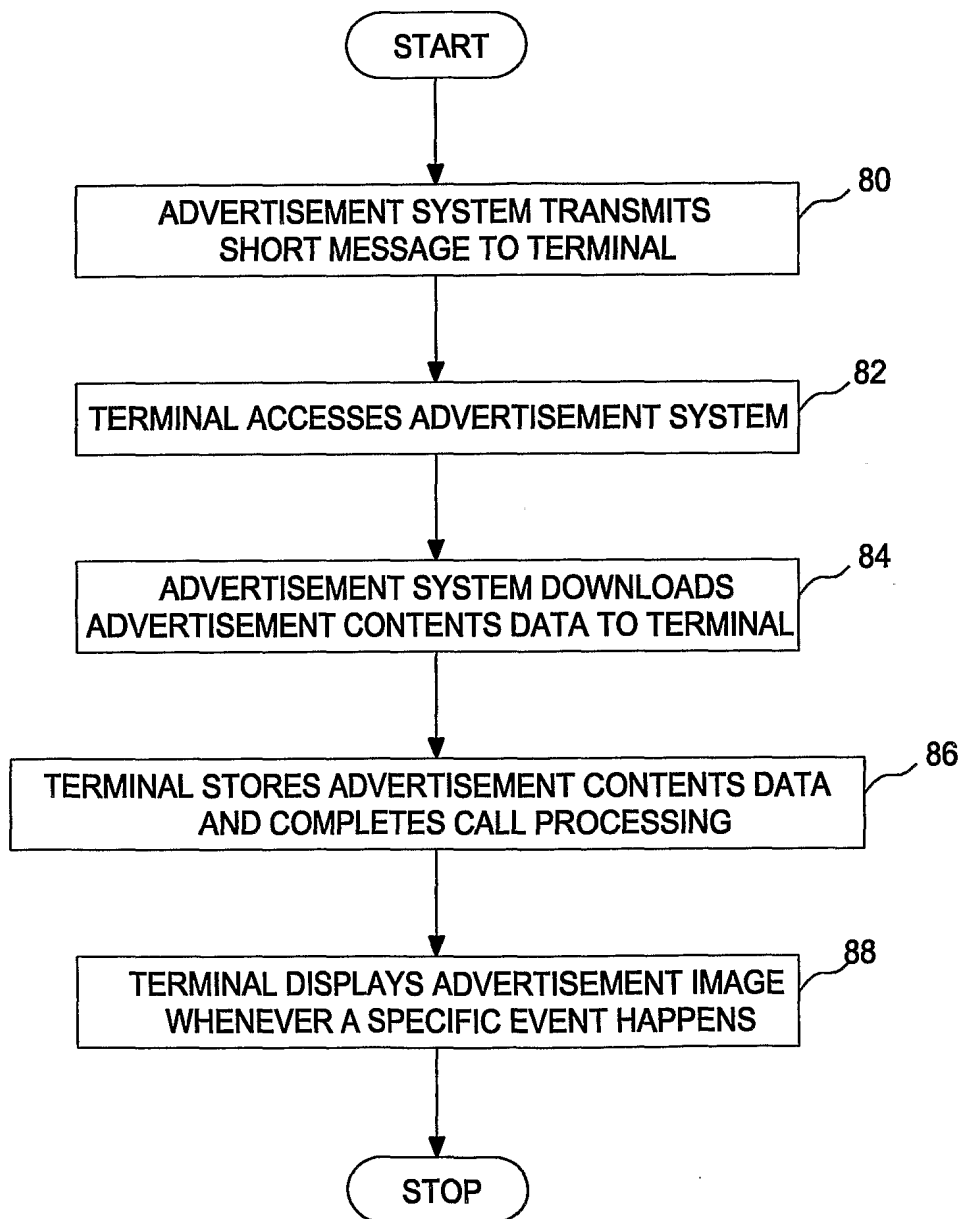 START
80
ADVERTISEMENT SYSTEM TRANSMITS
SHORT MESSAGE TO TERMINAL
82
TERMINAL ACCESSES ADVERTISEMENT SYSTEM
84
ADVERTISEMENT SYSTEM DOWNLOADS
ADVERTISEMENT CONTENTS DATA TO TERMINAL
86
TERMINAL STORES ADVERTISEMENT CONTENTS DATA
AND COMPLETES CALL PROCESSING
88
TERMINAL DISPLAYS ADVERTISEMENT IMAGE
WHENEVER A SPECIFIC EVENT HAPPENS
STOP